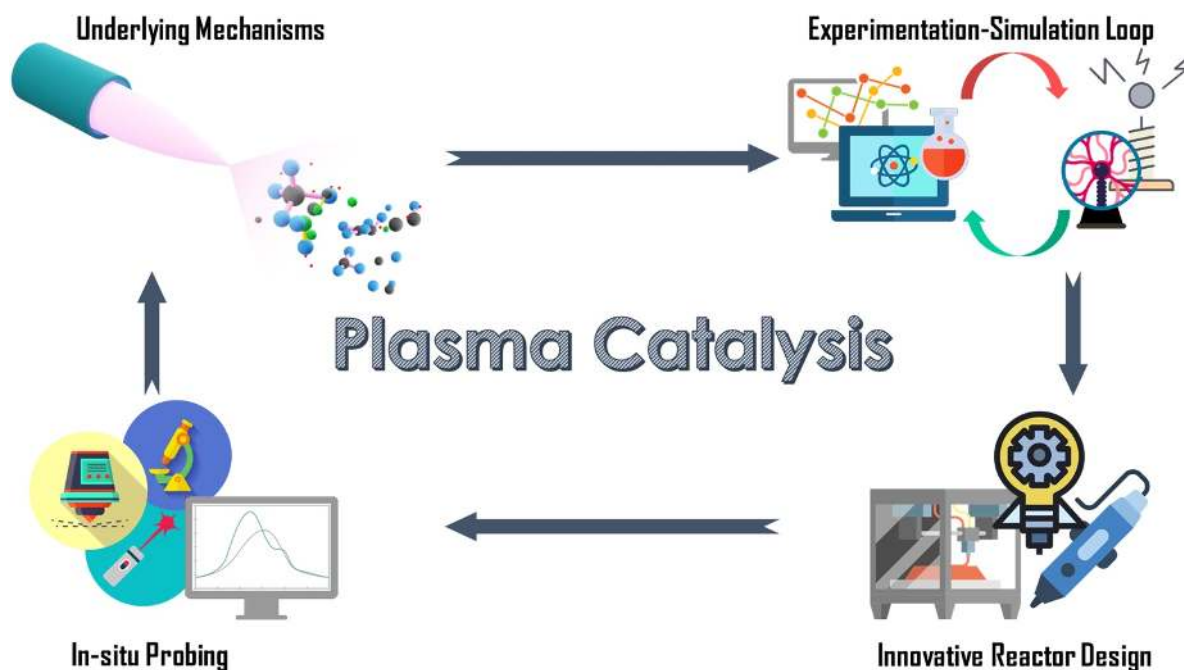 Underlying Mechanisms
Experimentation-Simulation Loop
Plasma Catalysis
In-situ Probing
Innovative Reactor Design